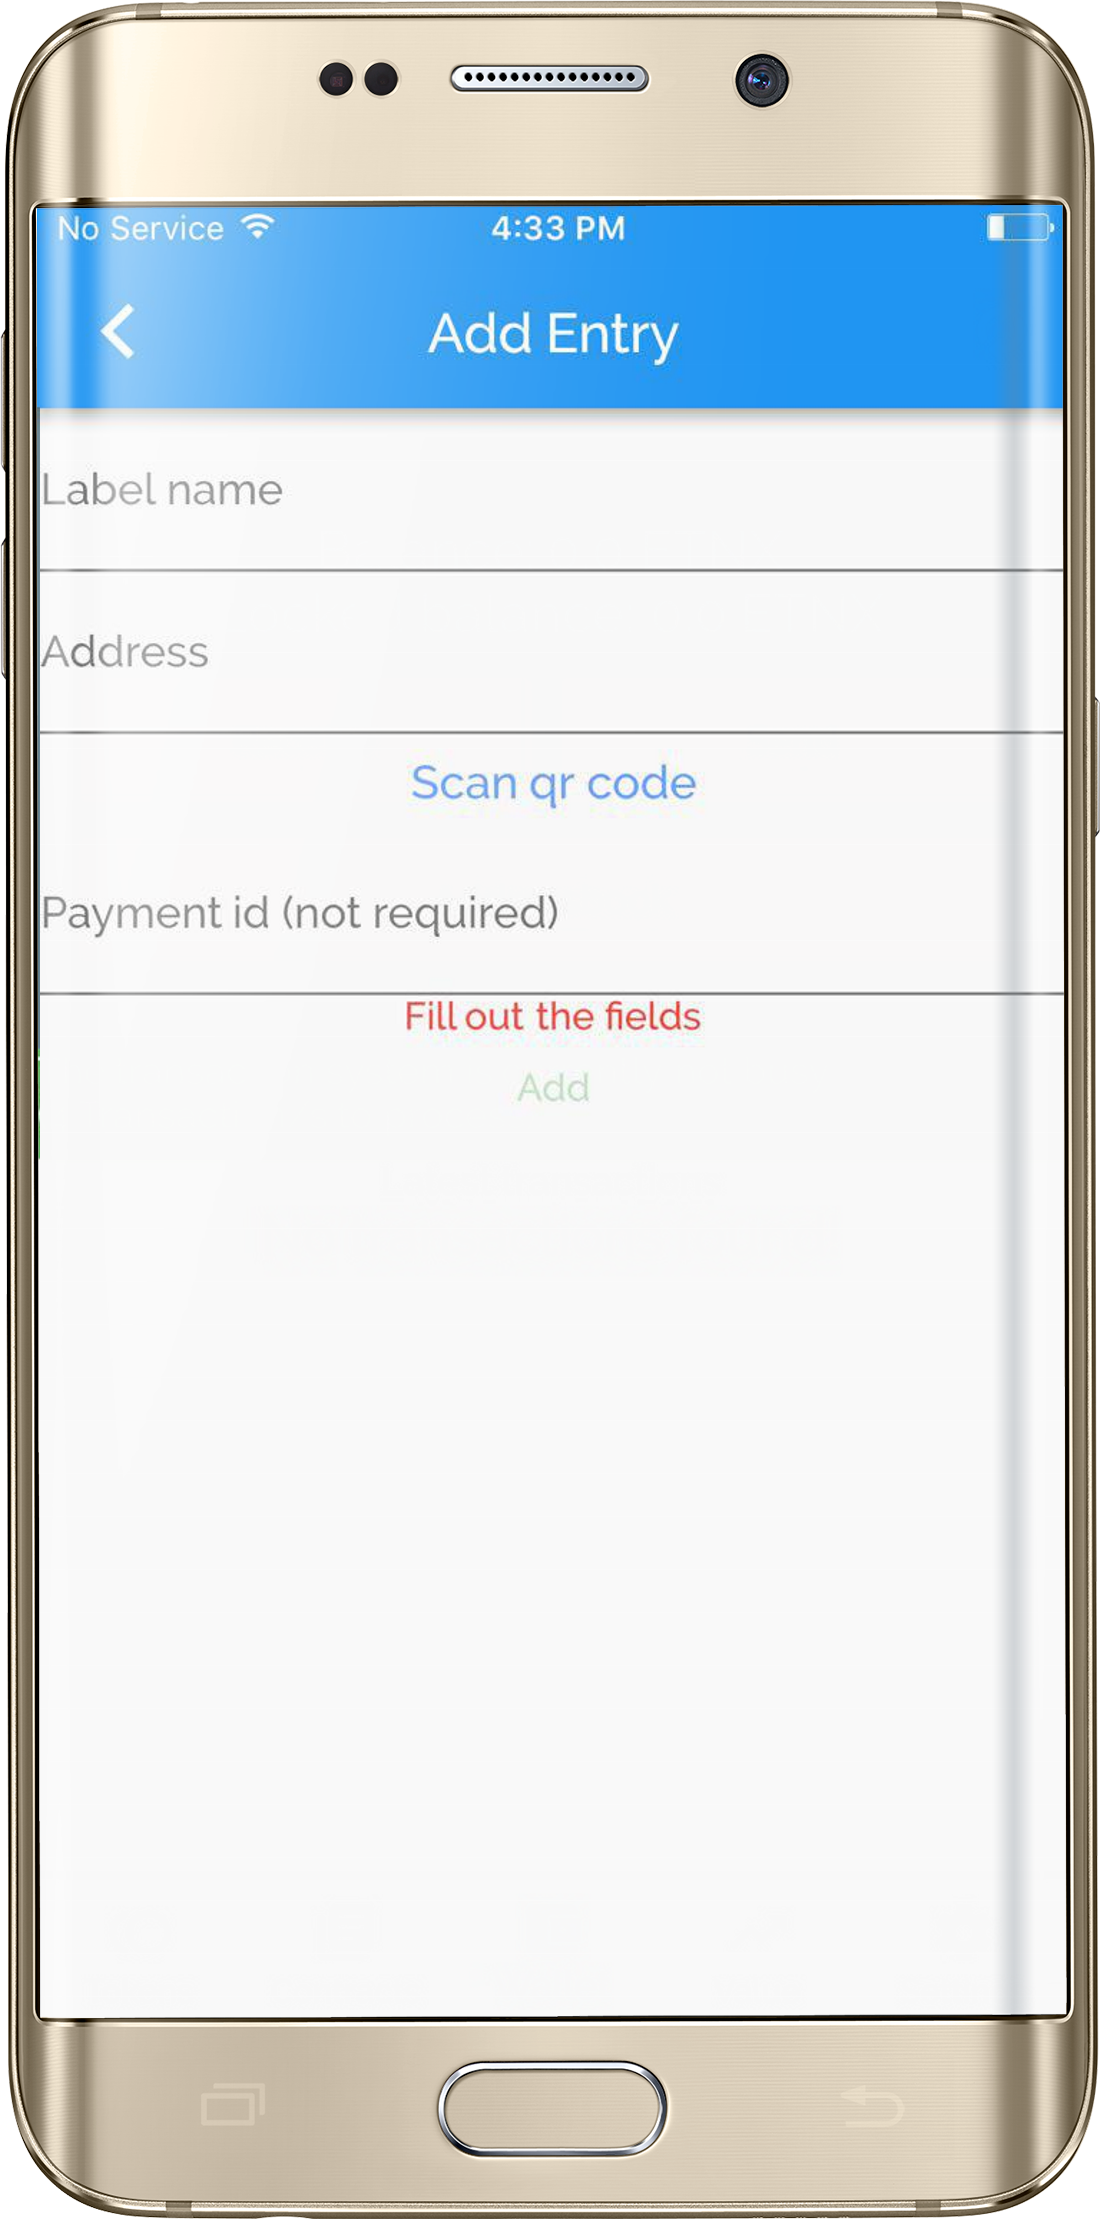 No Service 4:33 PM
Add Entry
Label name
Address
Scan qr code
Payment id (not required)
Fill out the fields
Add